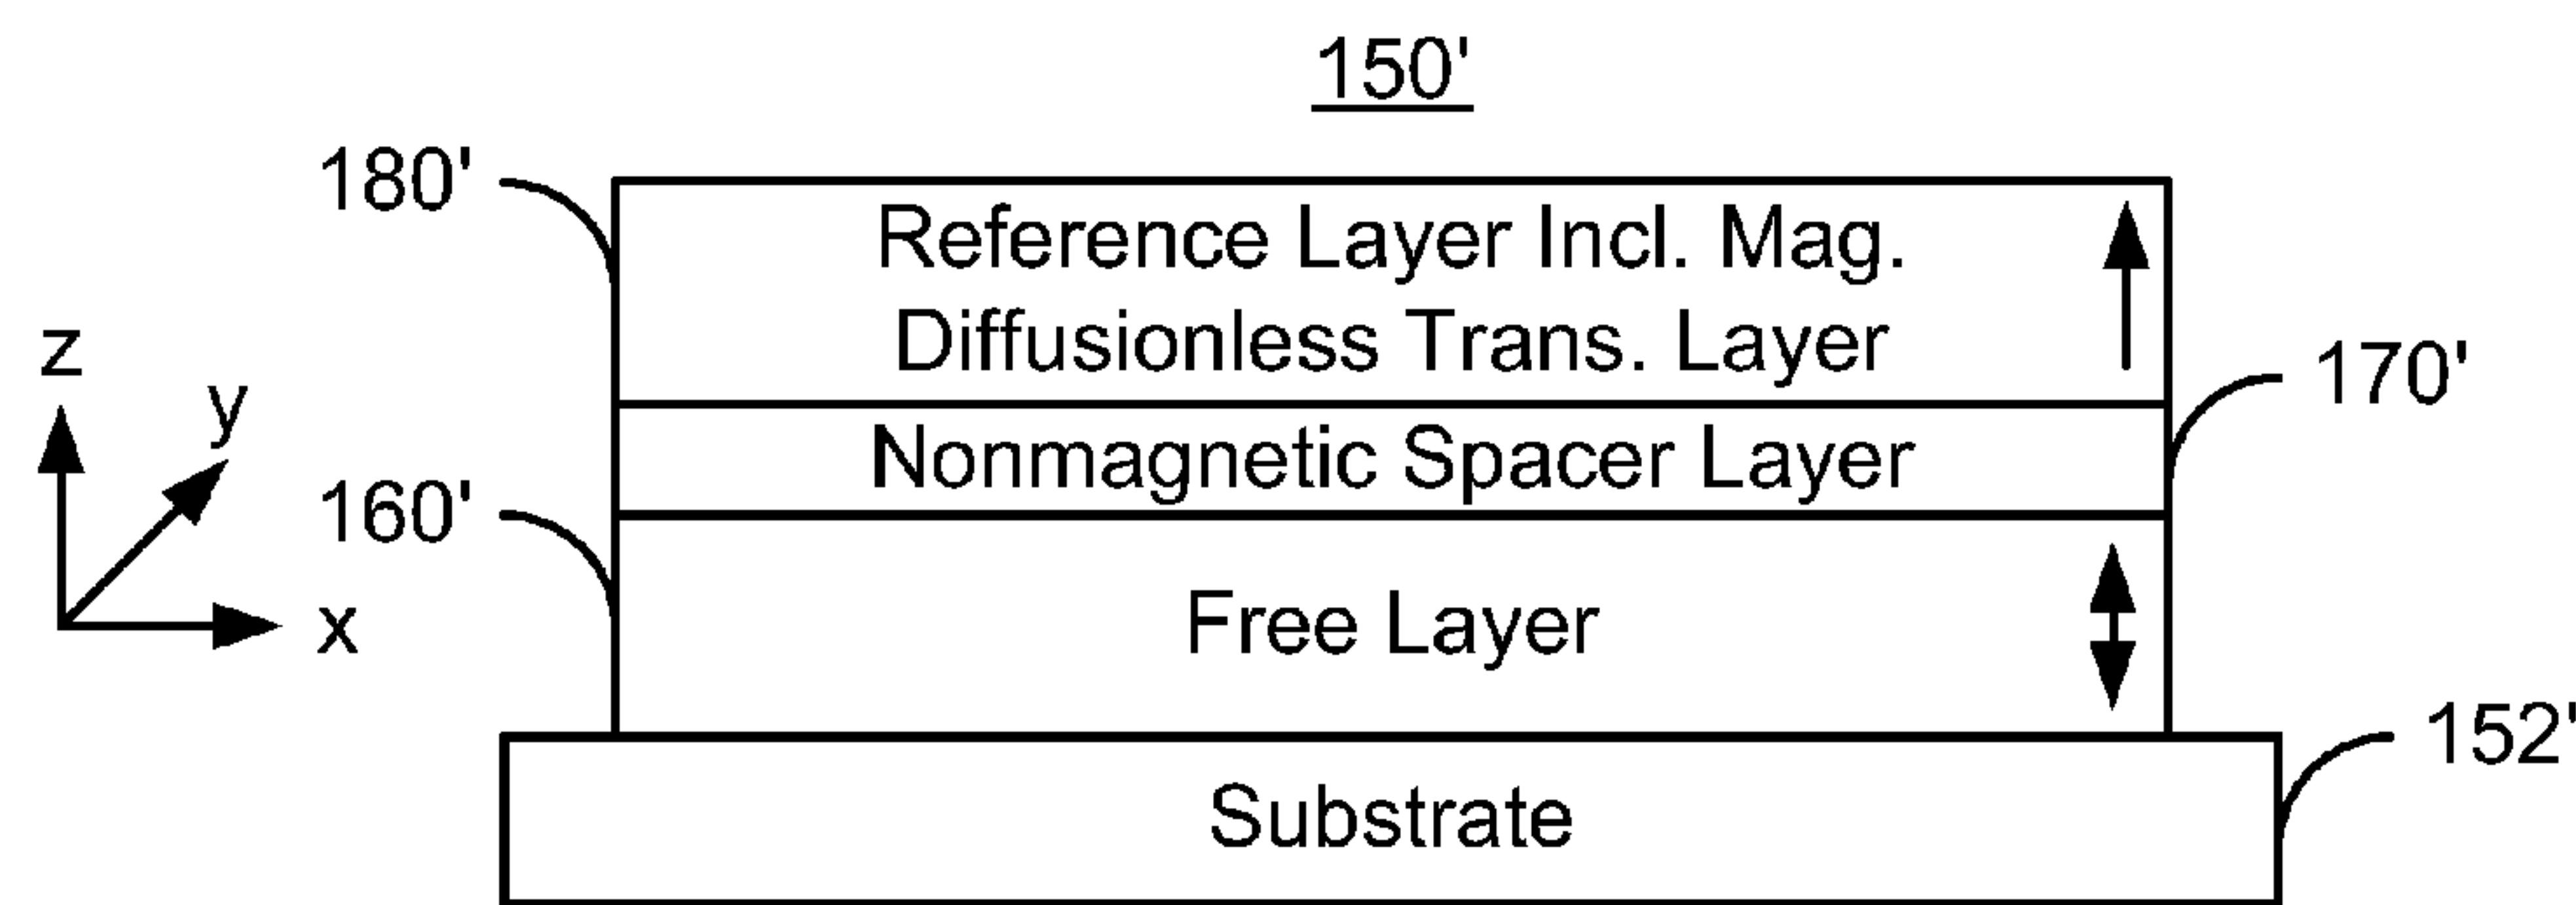 150'
180'
Reference Layer Incl. Mag.
Diffusionless Trans. Layer
170'
z
y
Nonmagnetic Spacer Layer
160'
Free Layer
x
152'
Substrate